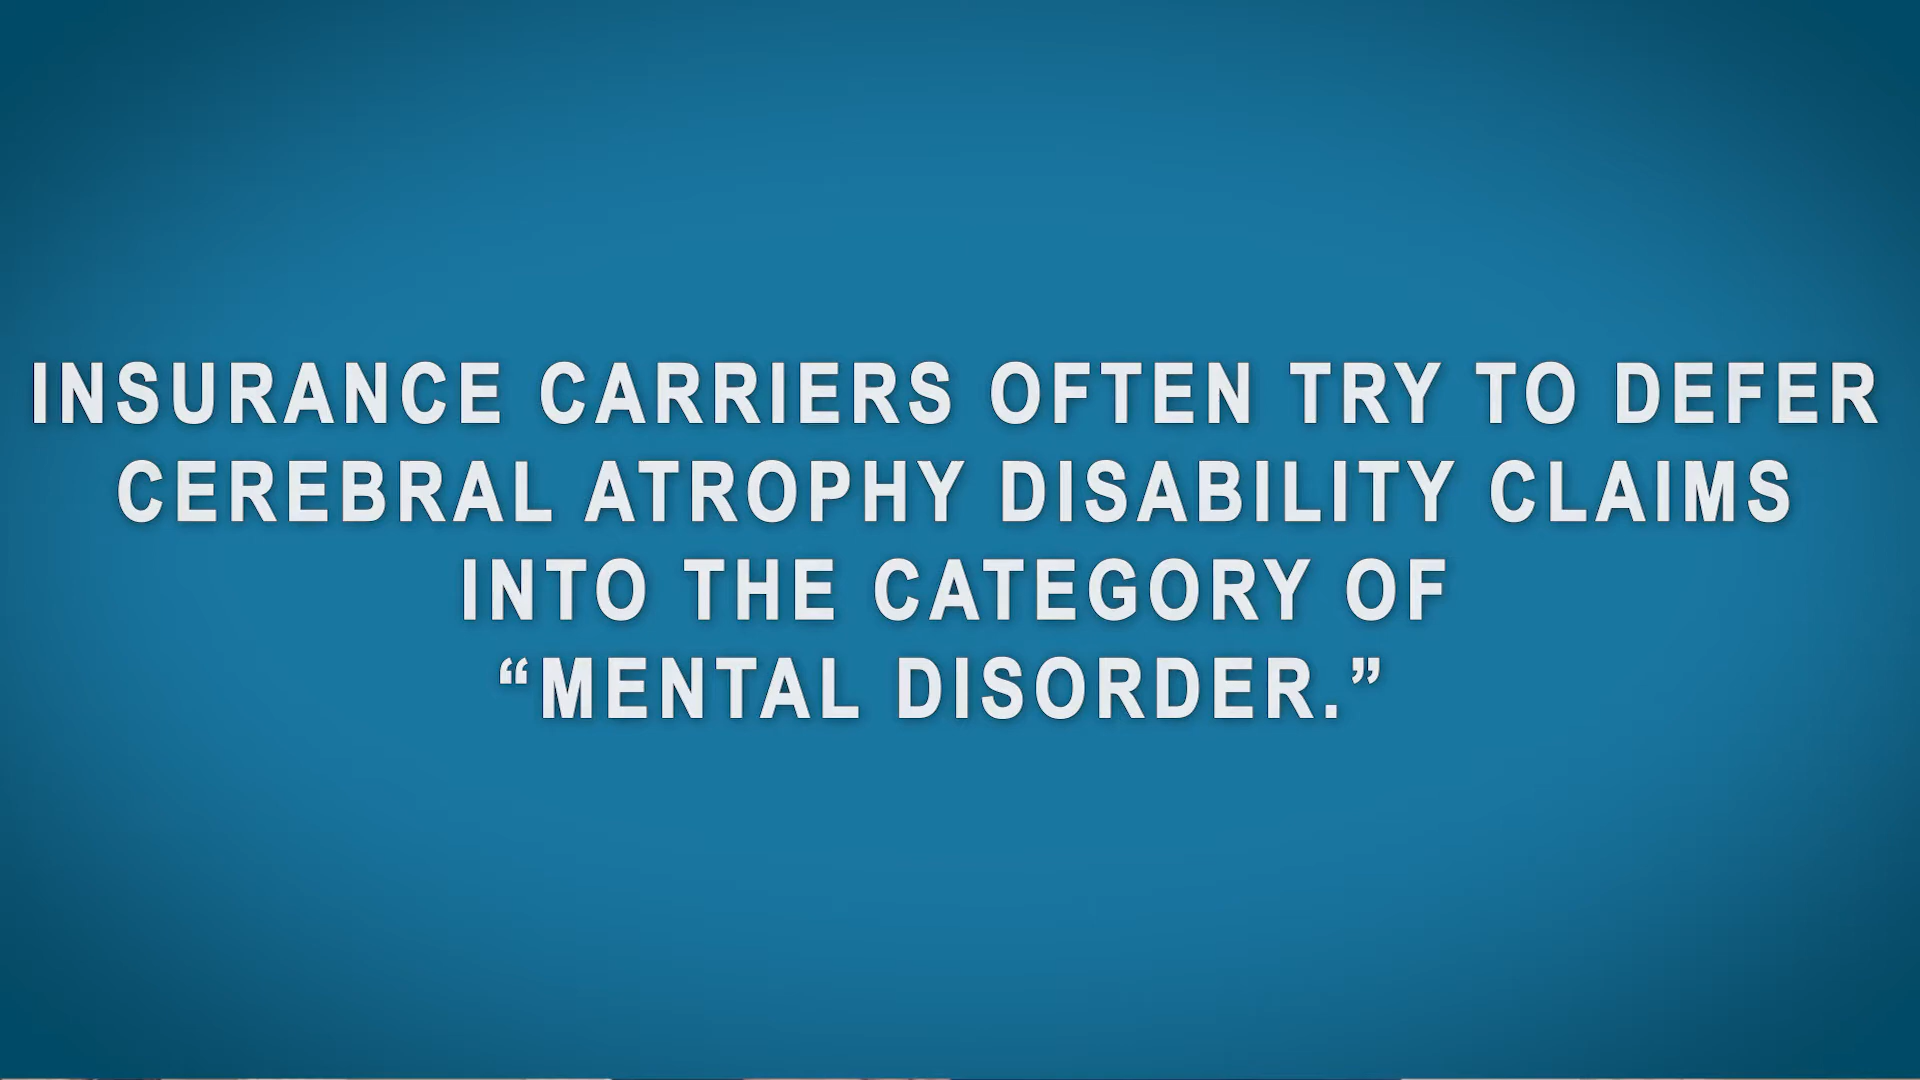 INSURANCE CARRIERS OFTEN TRY TO DEFER
CEREBRAL ATROPHY DISABILITY CLAIMS
INTO THE CATEGORY OF
“MENTAL DISORDER.”